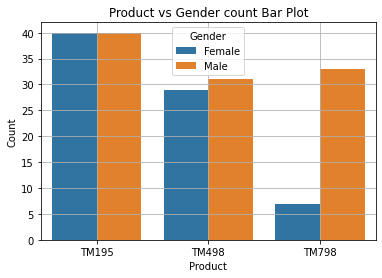 Product vs Gender count Bar Plot
Gender
Female
Male
40
35
30
25
20
15
10
5
0
Count
TM195 TM498 TM798
Product